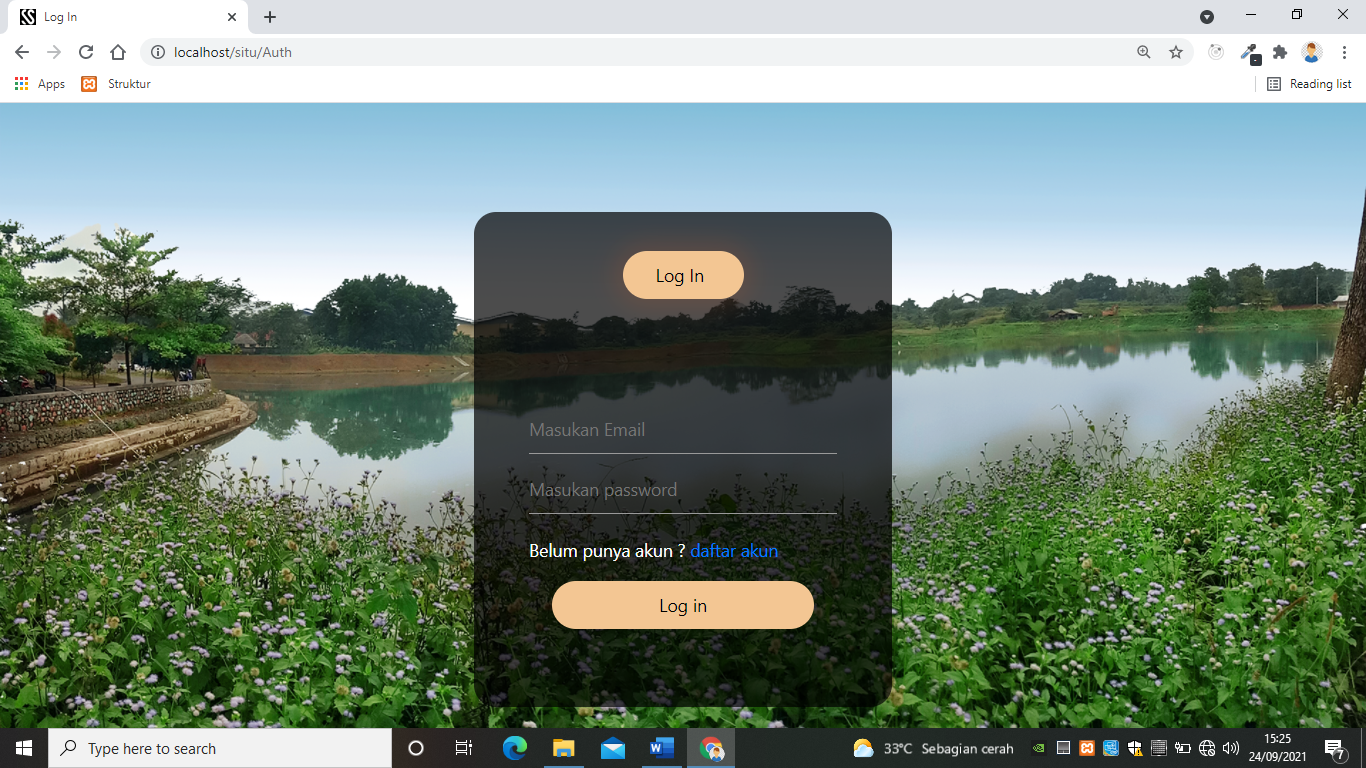 Log In
localhost/situ/Auth
Apps
Struktur
Reading list
Log In
Masukan Email
Masukan password
Belum punya akun ? daftar akun
Log in
Type here to search
33°C Sebagian cerah
15:25
24/09/2021
7